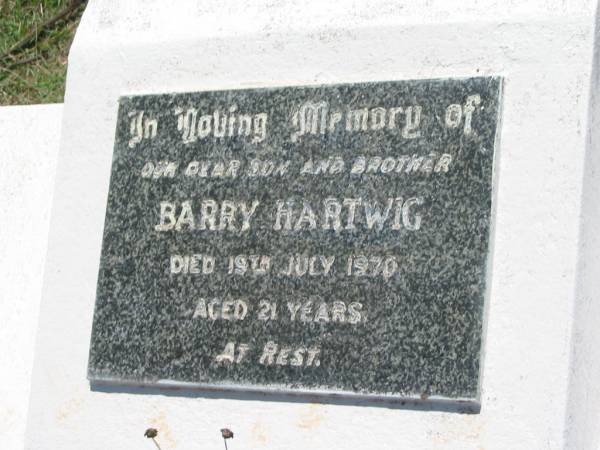 In Loving Memory of
OUR DEAR SON AND BROTHER
BARRY HARTWIG
DIED 19TH JULY 1970
AGED 21 YEARS.
AT REST.